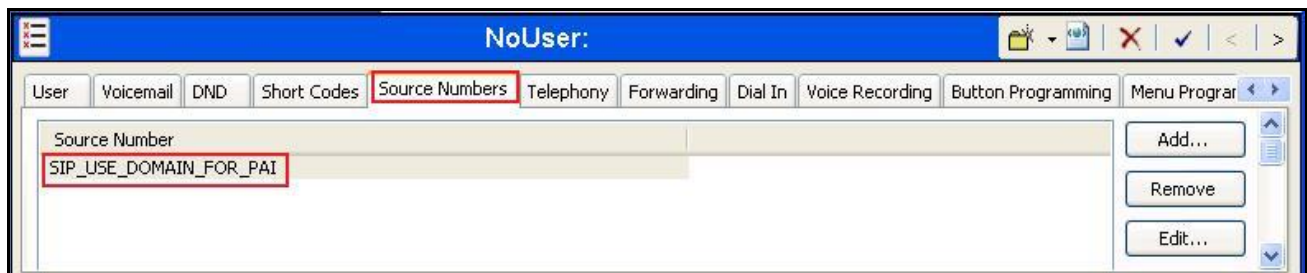 NoUser:
User Voicemail DND Short Codes Source Numbers Telephony Forwarding Dial In Voice Recording Button Programming Menu Prograr
Source Number
Add...
SIP_USE_DOMAIN_FOR_PAI
Remove
Edit...